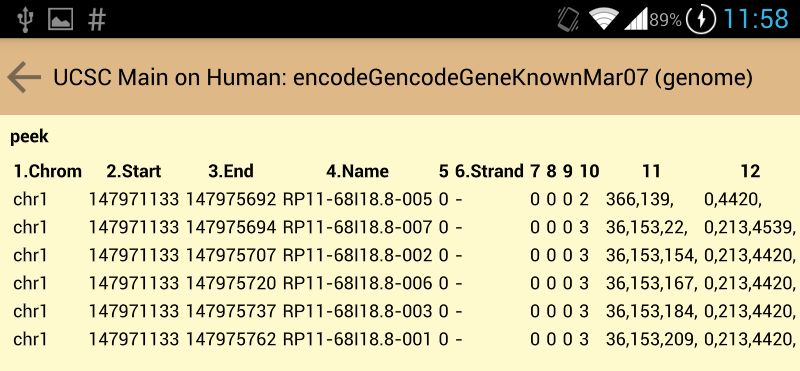 # 89% 11:58
UCSC Main on Human: encodeGencodeGeneKnownMar07 (genome)
peek
1.Chrom 2.Start 3.End 4.Name 5 6.Strand 7 8 9 10 11 12
chr1 147971133 147975692 RP11-68I18.8-005 0 - 0 0 0 2 366,139, 0,4420,
chr1 147971133 147975694 RP11-68I18.8-007 0 - 0 0 0 3 36,153,22, 0,213,4539,
chr1 147971133 147975707 RP11-68I18.8-002 0 - 0 0 0 3 36,153,154, 0,213,4420,
chr1 147971133 147975720 RP11-68I18.8-006 0 - 0 0 0 3 36,153,167, 0,213,4420,
chr1 147971133 147975737 RP11-68I18.8-003 0 - 0 0 0 3 36,153,184, 0,213,4420,
chr1 147971133 147975762 RP11-68I18.8-001 0 - 0 0 0 3 36,153,209, 0,213,4420,